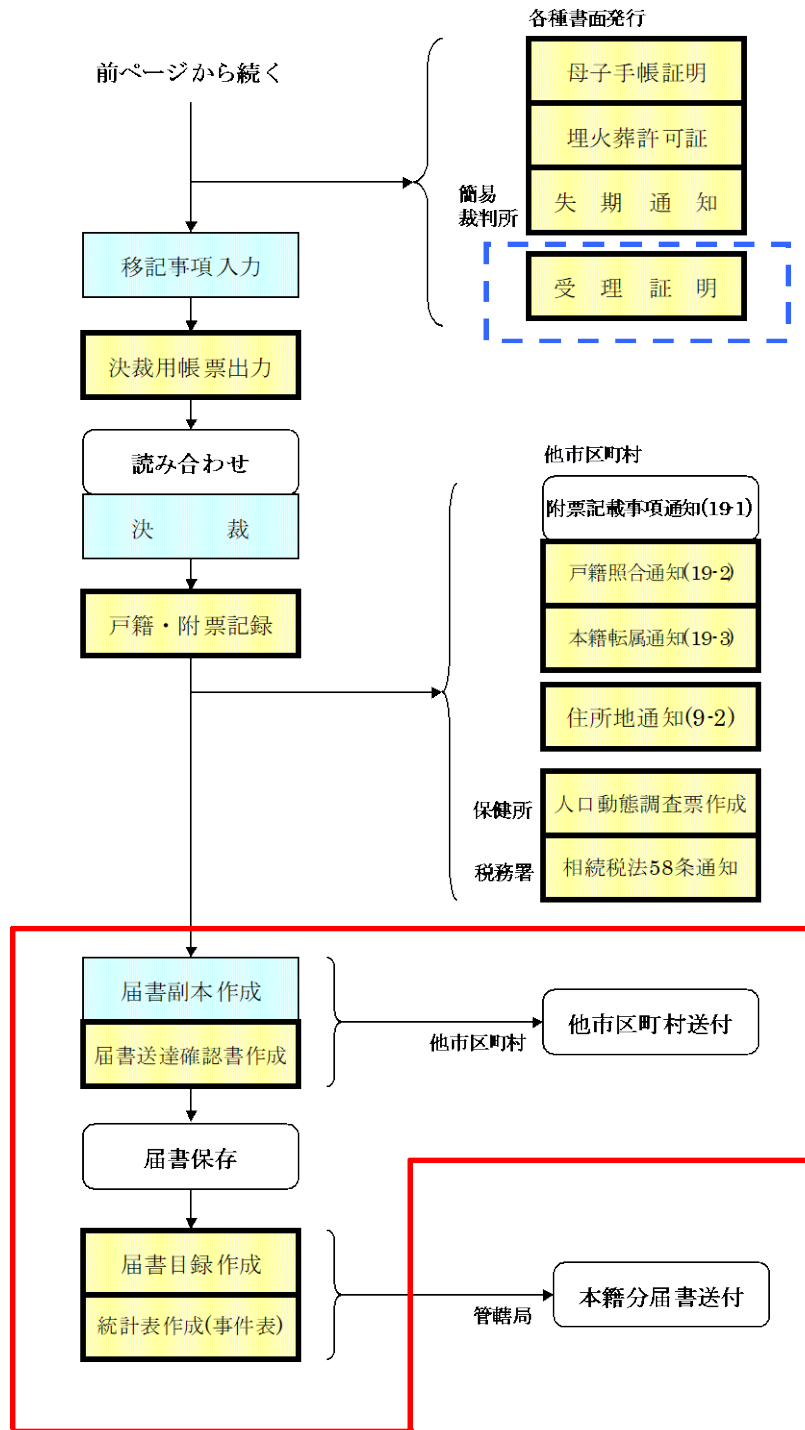 各種書面発行
前ページから続く
母子手帳証明
埋火葬許可証
簡易
裁判所
失期通知
受理証明
移記事項入力
決裁用帳票出力
読み合わせ
決裁
戸籍・附票記録
他市区町村
附票記載事項通知(19-1)
戸籍照合通知(19-2)
本籍転属通知(19-3)
住所地通知(9-2)
保健所
人口動態調査票作成
税務署
相続税法58条通知
届書副本作成
届書送達確認書作成
他市区町村
他市区町村送付
届書保存
届書目録作成
統計表作成(事件表)
管轄局
本籍分届書送付